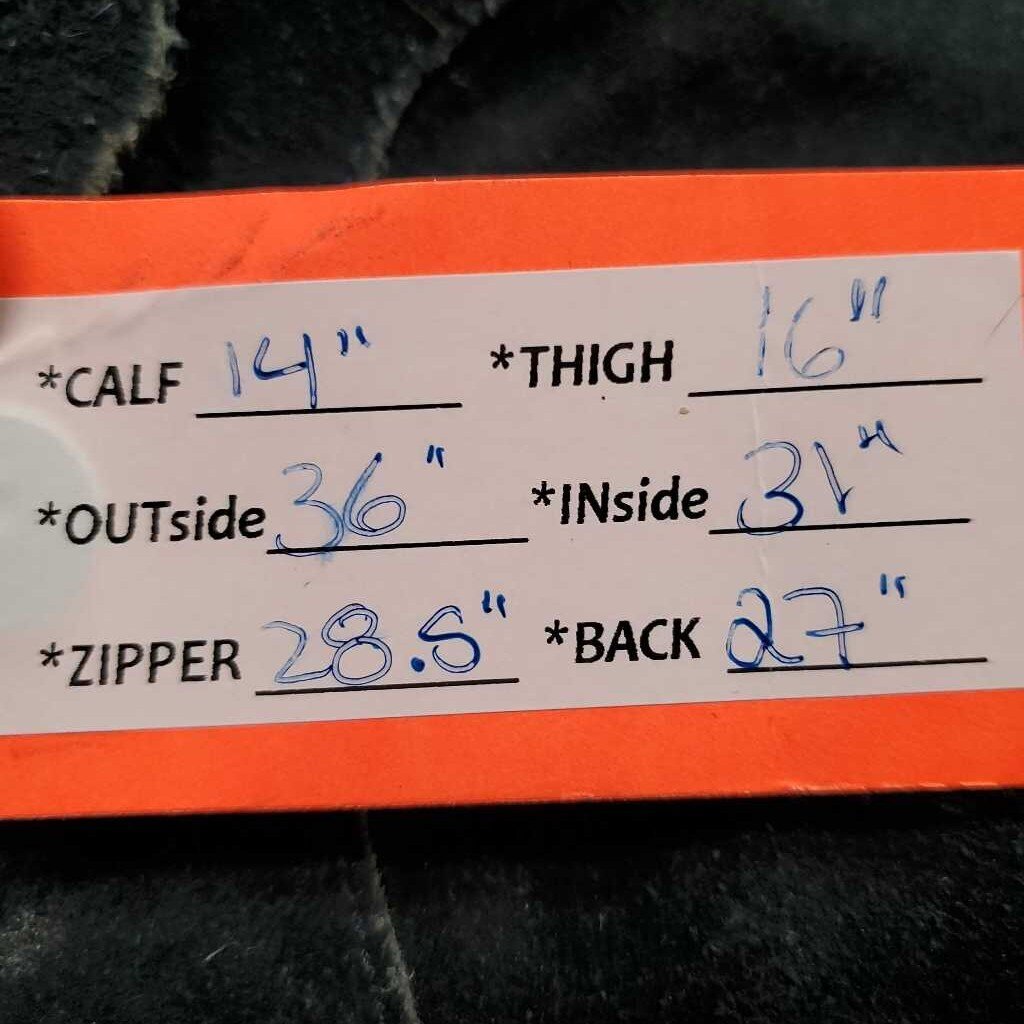 *CALF 14" *THIGH 16"
*OUTside 36" *INside 31"
*ZIPPER 28.5" *BACK 27"